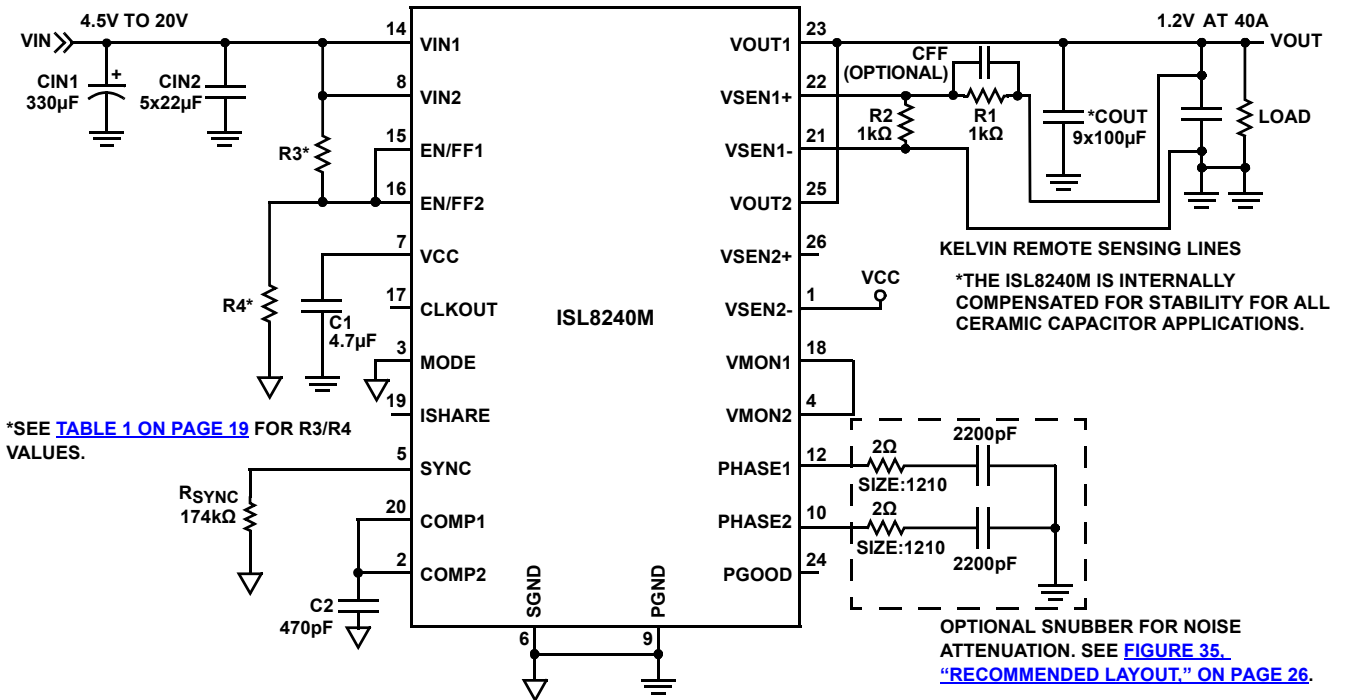 4.5V TO 20V
VIN
CIN1
330µF
+
CIN2
5x22µF
R3*
R4*
C1
4.7µF
*SEE TABLE 1 ON PAGE 19 FOR R3/R4
VALUES.
RSYNC
174kΩ
C2
470pF
14
VIN1
8
VIN2
15
EN/FF1
16
EN/FF2
7
VCC
17
CLKOUT
3
MODE
19
ISHARE
5
SYNC
20
COMP1
2
COMP2
ISL8240M
SGND
PGND
6
9
VOUT1
23
VSEN1+
22
VSEN1-
21
VOUT2
25
VSEN2+
26
VSEN2-
1
VMON1
18
VMON2
4
PHASE1
12
PHASE2
10
PGOOD
24
1.2V AT 40A
VOUT
CFF
(OPTIONAL)
R2
1kΩ
R1
1kΩ
*COUT
9x100µF
LOAD
KELVIN REMOTE SENSING LINES
VCC
*THE ISL8240M IS INTERNALLY
COMPENSATED FOR STABILITY FOR ALL
CERAMIC CAPACITOR APPLICATIONS.
2Ω
2200pF
SIZE:1210
2Ω
SIZE:1210
2200pF
OPTIONAL SNUBBER FOR NOISE
ATTENUATION. SEE FIGURE 35,
"RECOMMENDED LAYOUT," ON PAGE 26.